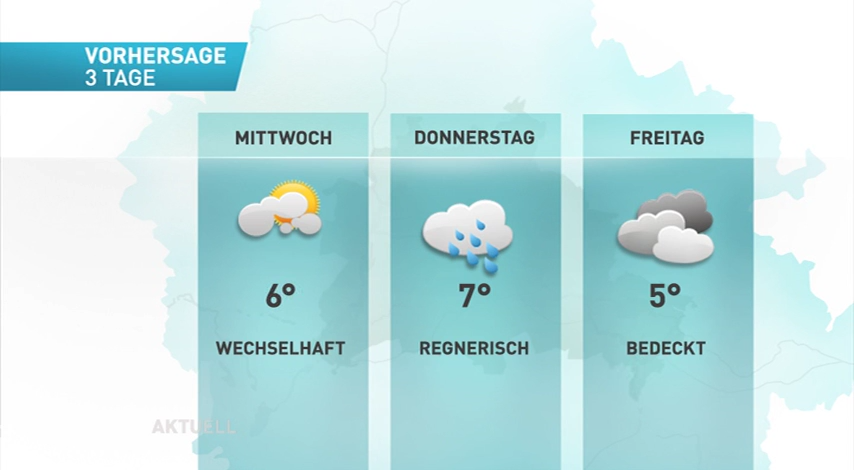 VORHERSAGE
3 TAGE
MITTWOCH
DONNERSTAG
FREITAG
6°
7°
5°
WECHSELHAFT
REGNERISCH
BEDECKT
AKTUELL